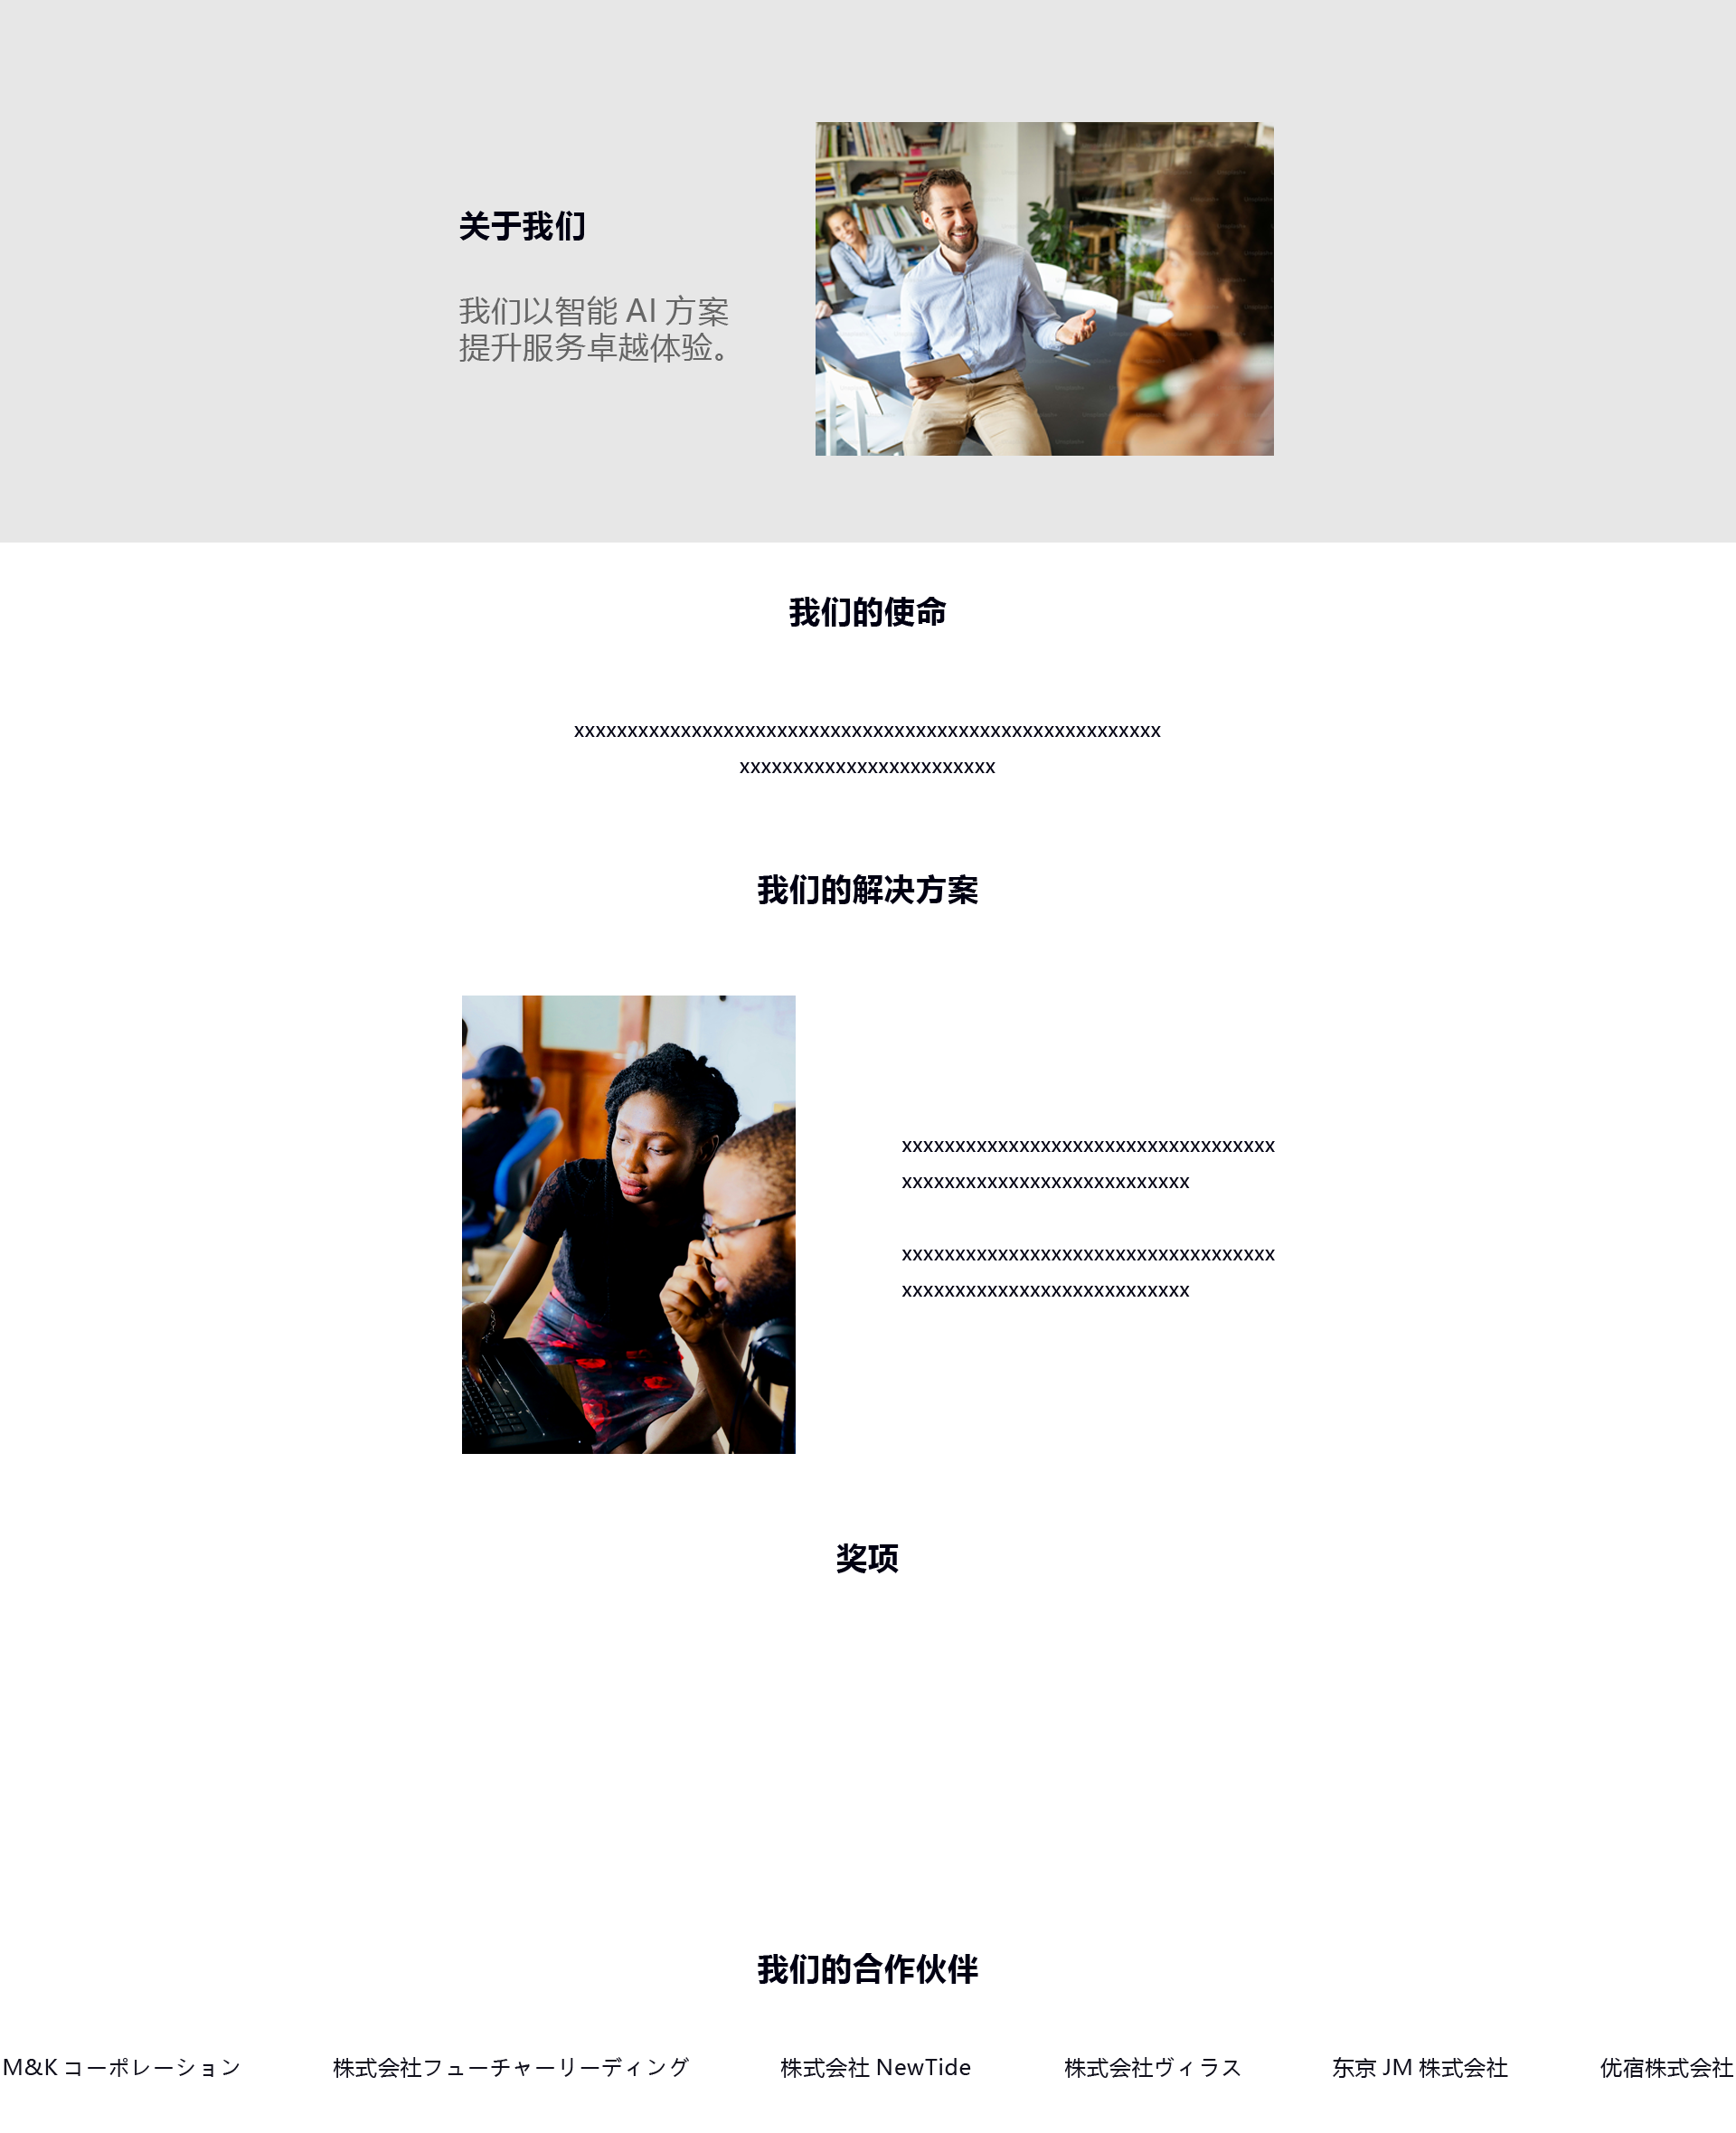 关于我们
我们以智能 AI 方案
提升服务卓越体验。
我们的使命
xxxxxxxxxxxxxxxxxxxxxxxxxxxxxxxxxxxxxxxxxxxxxxxxxxxxxxx
xxxxxxxxxxxxxxxxxxxxxxxx
我们的解决方案
xxxxxxxxxxxxxxxxxxxxxxxxxxxxxxxxxxx
xxxxxxxxxxxxxxxxxxxxxxxxxxx
xxxxxxxxxxxxxxxxxxxxxxxxxxxxxxxxxxx
xxxxxxxxxxxxxxxxxxxxxxxxxxx
奖项
我们的合作伙伴
M&K コーポレーション 株式会社フューチャーリーディング 株式会社 NewTide 株式会社ヴィラス 东京 JM 株式会社 优宿株式会社